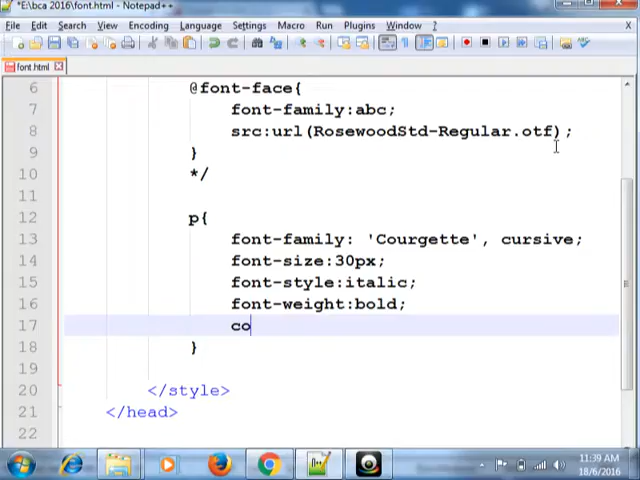 *E:\bca 2016\font.html - Notepad++
File Edit Search View Encoding Language Settings Macro Run Plugins Window ? X
font.html
6 @font-face{
7 font-family:abc;
8 src:url(RosewoodStd-Regular.otf);
9 }
10 */
11
12 p{
13 font-family: 'Courgette', cursive;
14 font-size:30px;
15 font-style:italic;
16 font-weight:bold;
17 co
18 }
19
20 </style>
21 </head>
22
11:39 AM
18/6/2016